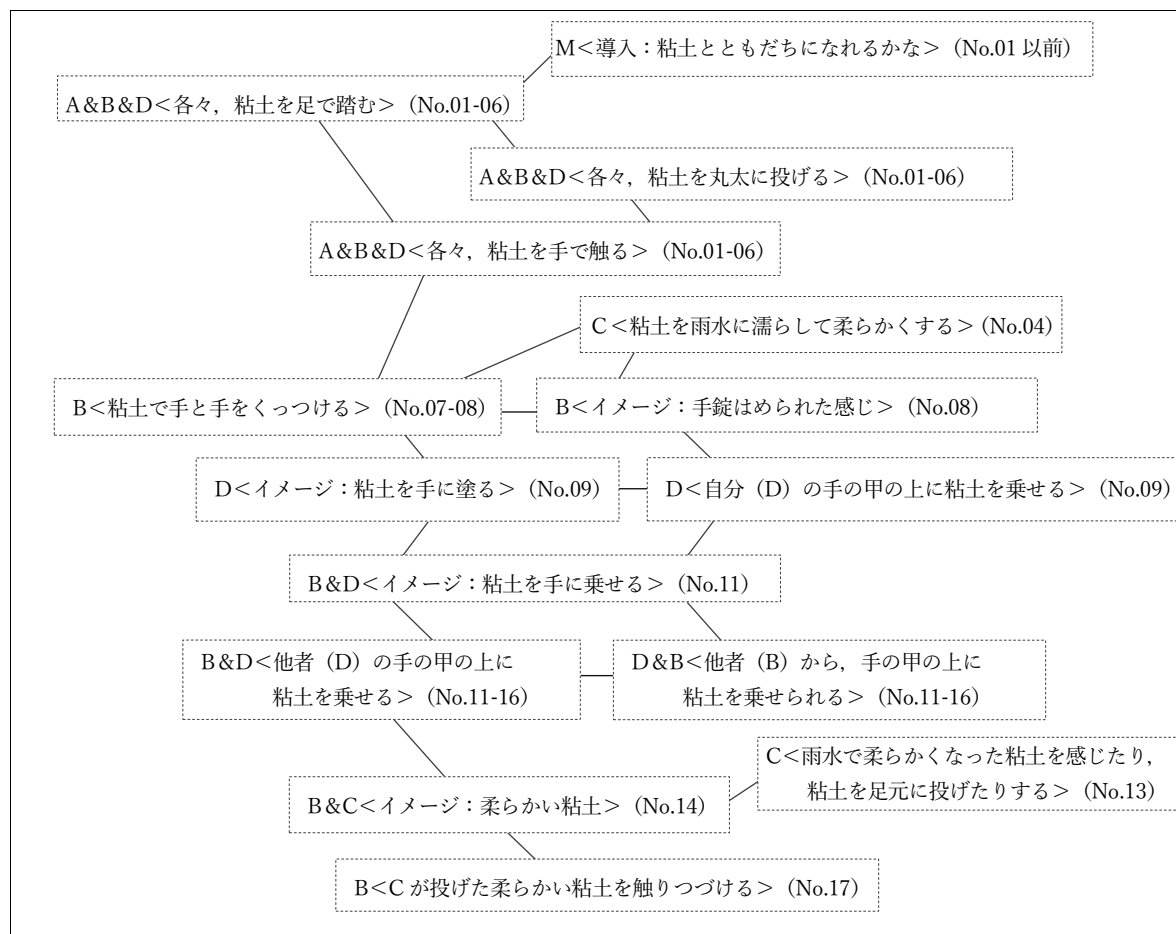 M＜導入：粘土とともだちになれるかな＞（No.01 以前）
A&B&D＜各々，粘土を足で踏む＞（No.01-06）
A&B&D＜各々，粘土を丸太に投げる＞（No.01-06）
A&B&D＜各々，粘土を手で触る＞（No.01-06）
C＜粘土を雨水に濡らして柔らかくする＞（No.04）
B＜粘土で手と手をくっつける＞（No.07-08）
B＜イメージ：手錠はめられた感じ＞（No.08）
D＜イメージ：粘土を手に塗る＞（No.09）
D＜自分（D）の手の甲の上に粘土を乗せる＞（No.09）
B&D＜イメージ：粘土を手に乗せる＞（No.11）
B&D＜他者（D）の手の甲の上に
粘土を乗せる＞（No.11-16）
D&B＜他者（B）から，手の甲の上に
粘土を乗せられる＞（No.11-16）
C＜雨水で柔らかくなった粘土を感じたり，
粘土を足元に投げたりする＞（No.13）
B&C＜イメージ：柔らかい粘土＞（No.14）
B＜C が投げた柔らかい粘土を触りつづける＞（No.17）